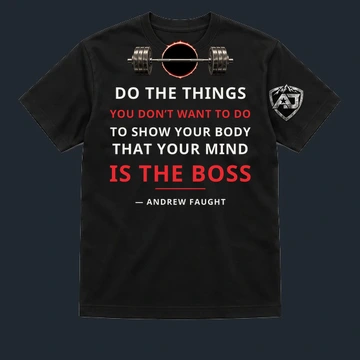 DO THE THINGS
YOU DON'T WANT TO DO
TO SHOW YOUR BODY
THAT YOUR MIND
IS THE BOSS
— ANDREW FAUGHT
AJ